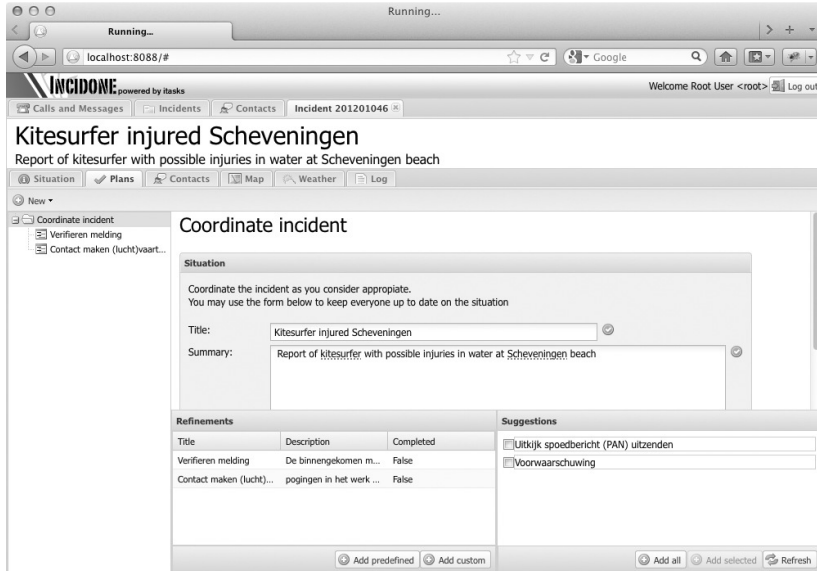 Running...
Running...
localhost:8088/#
Google
INCIDONE powered by itasks
Welcome Root User <root> Log out
Calls and Messages Incidents Contacts Incident 201201046
Kitesurfer injured Scheveningen
Report of kitesurfer with possible injuries in water at Scheveningen beach
Situation Plans Contacts Map Weather Log
New
Coordinate incident
Verifieren melding
Contact maken (lucht)vaart...
Coordinate incident
Situation
Coordinate the incident as you consider appropiate.
You may use the form below to keep everyone up to date on the situation
Title: Kitesurfer injured Scheveningen
Summary: Report of kitesurfer with possible injuries in water at Scheveningen beach
Refinements
Title Description Completed
Verifieren melding De binnengekomen m... False
Contact maken (lucht)... pogingen in het werk ... False
Add predefined Add custom
Suggestions
Uitkijk spoedbericht (PAN) uitzenden
Voorwaarschuwing
Add all Add selected Refresh